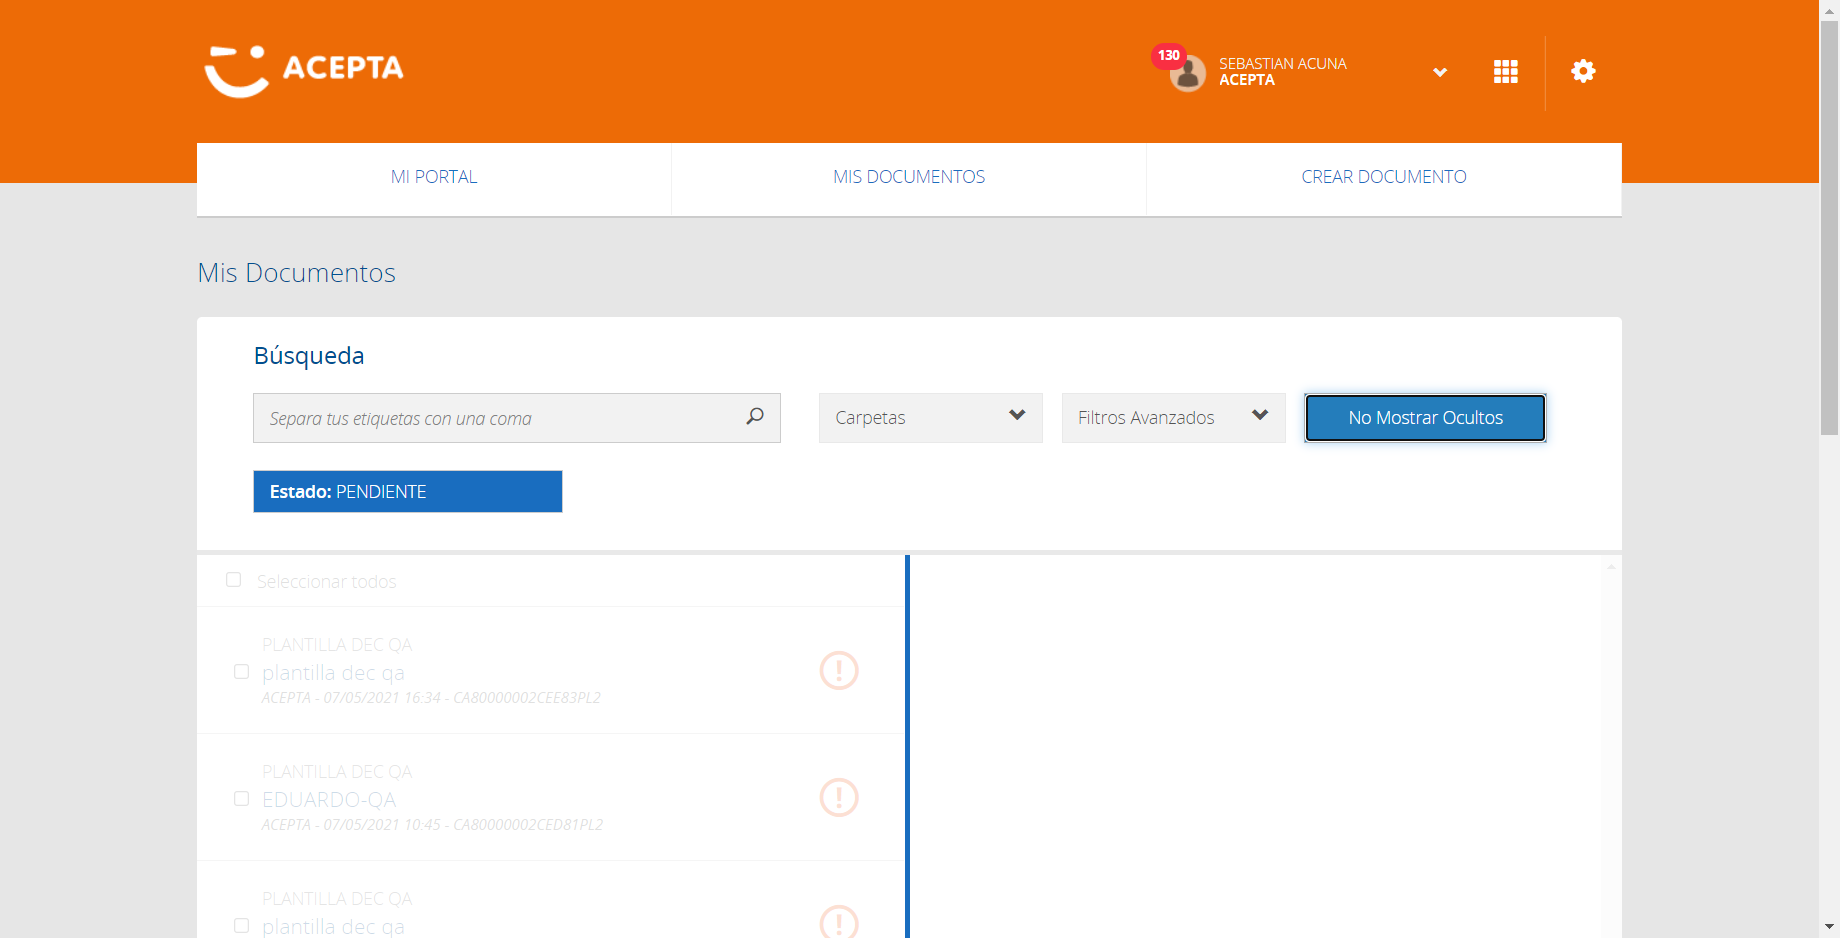 ACEPTA
130
SEBASTIAN ACUNA
ACEPTA
MI PORTAL
MIS DOCUMENTOS
CREAR DOCUMENTO
Mis Documentos
Búsqueda
Separa tus etiquetas con una coma
Carpetas
Filtros Avanzados
No Mostrar Ocultos
Estado: PENDIENTE
Seleccionar todos
PLANTILLA DEC QA
plantilla dec qa
ACEPTA - 07/05/2021 16:34 - CA80000002CEE83PL2
PLANTILLA DEC QA
EDUARDO-QA
ACEPTA - 07/05/2021 10:45 - CA80000002CED81PL2
PLANTILLA DEC QA
plantilla dec qa